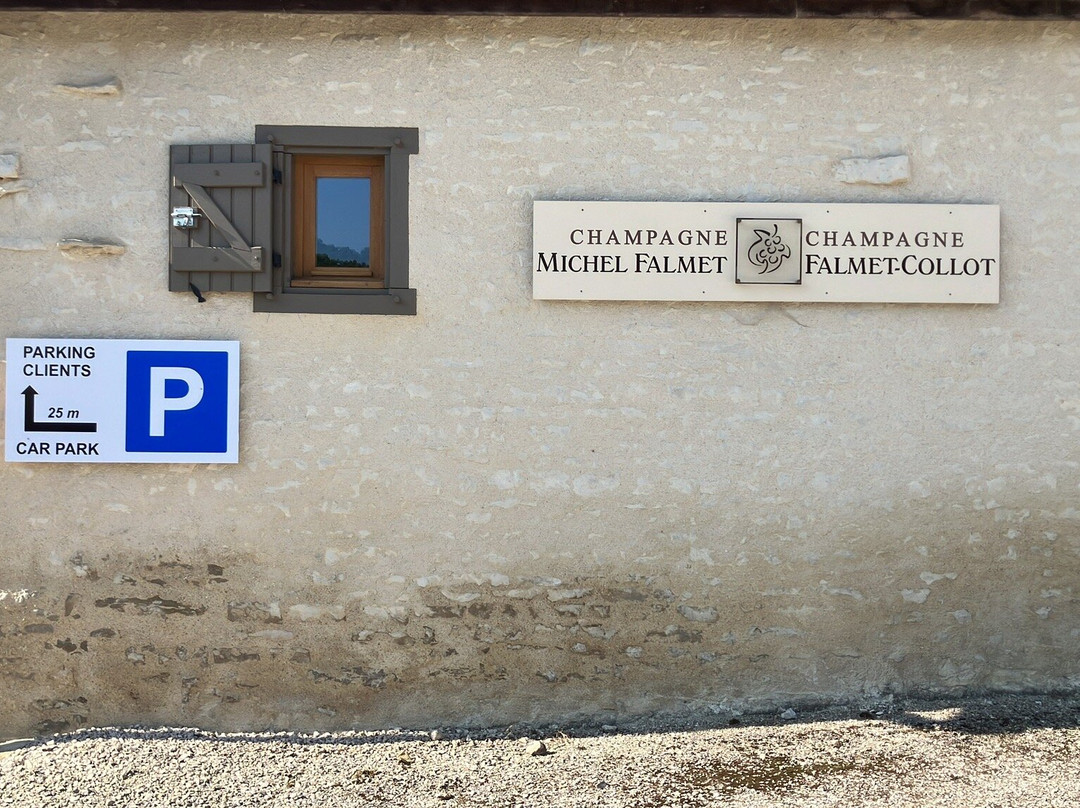 CHAMPAGNE
MICHEL FALMET
CHAMPAGNE
FALMET-COLLOT
PARKING
CLIENTS
25 m
CAR PARK
P